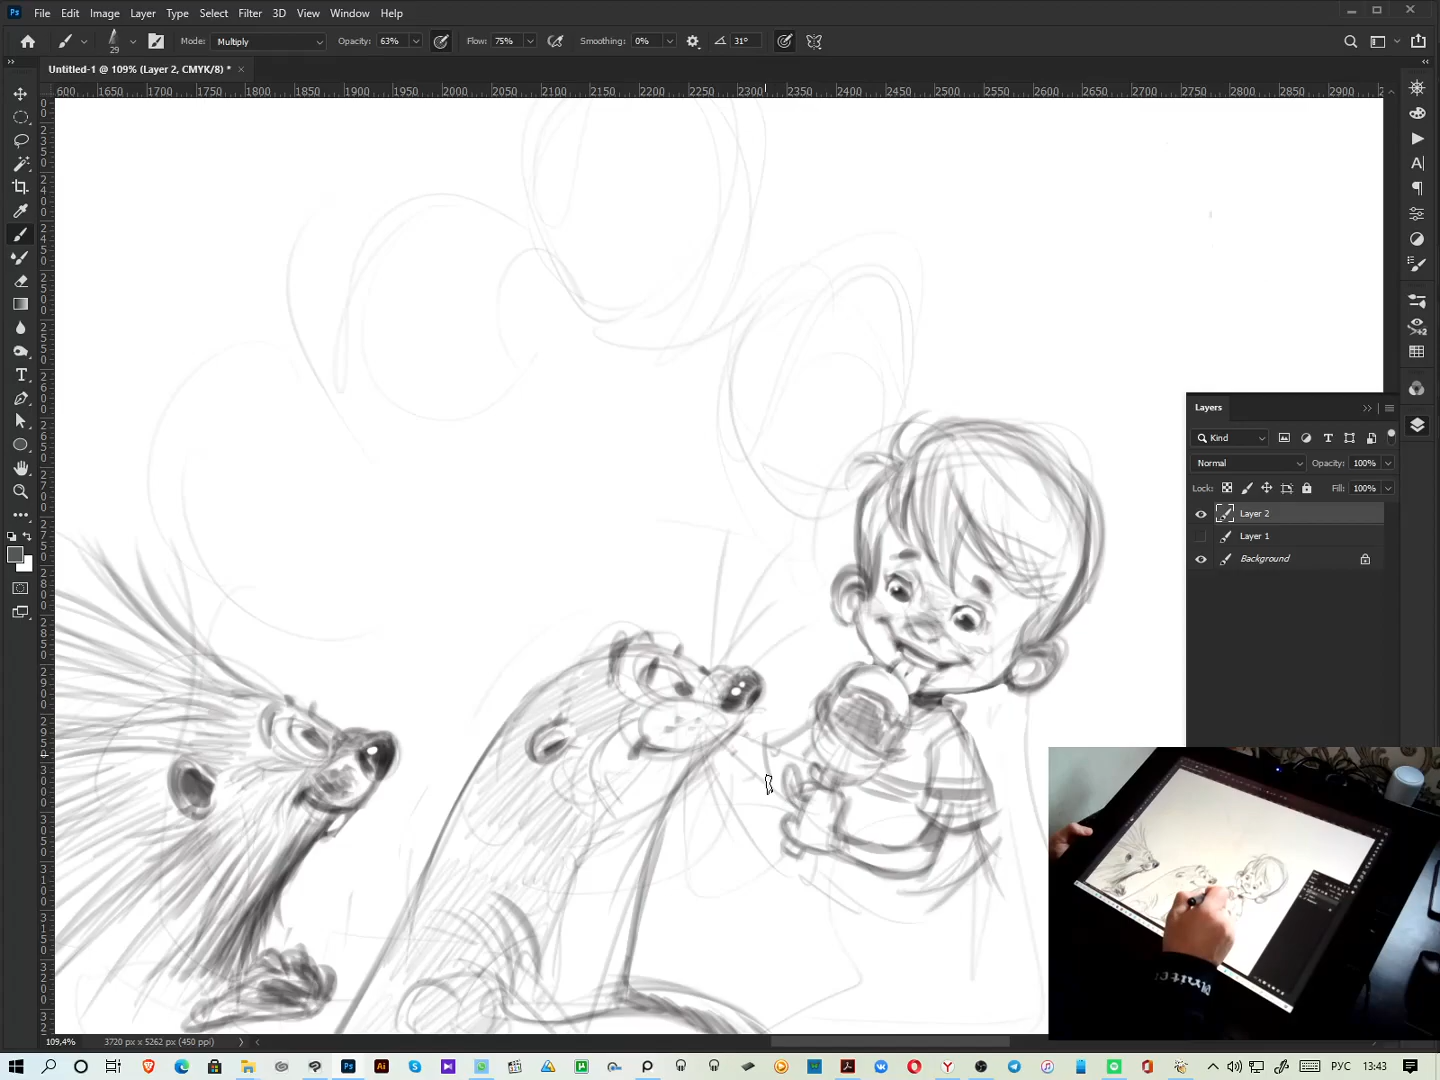 Ps File Edit Image Layer Type Select Filter 3D View Window Help
29 Mode: Multiply Opacity: 63% Flow: 75% Smoothing: 0% 31°
Untitled-1 @ 109% (Layer 2, CMYK/8) *
600 1650 1700 1750 1800 1850 1900 1950 2000 2050 2100 2150 2200 2250 2300 2350 2400 2450 2500 2550 2600 2650 2700 2750 2800 2850 2900
Layers
Kind
Normal Opacity: 100%
Lock: Fill: 100%
Layer 2
Layer 1
Background
109,4% 3720 px x 5262 px (450 ppi)
РУС 13:43